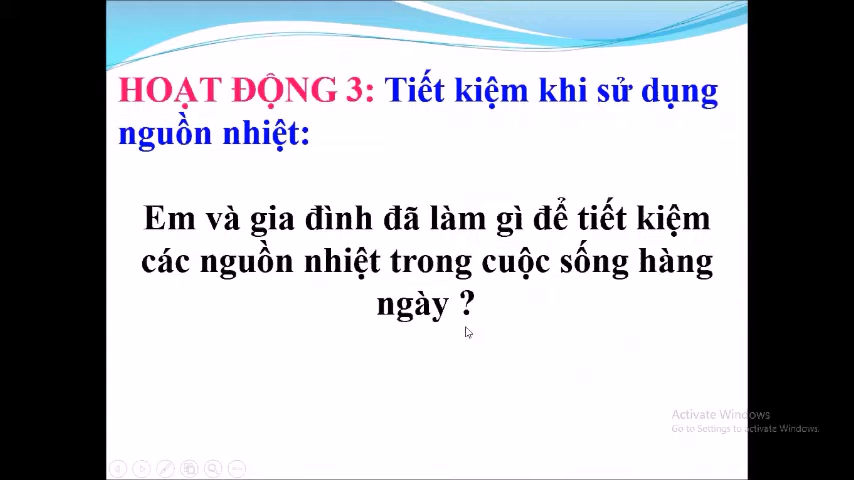 HOẠT ĐỘNG 3: Tiết kiệm khi sử dụng
nguồn nhiệt:
Em và gia đình đã làm gì để tiết kiệm
các nguồn nhiệt trong cuộc sống hàng
ngày ?
Activate Windows
Go to Settings to activate Windows.